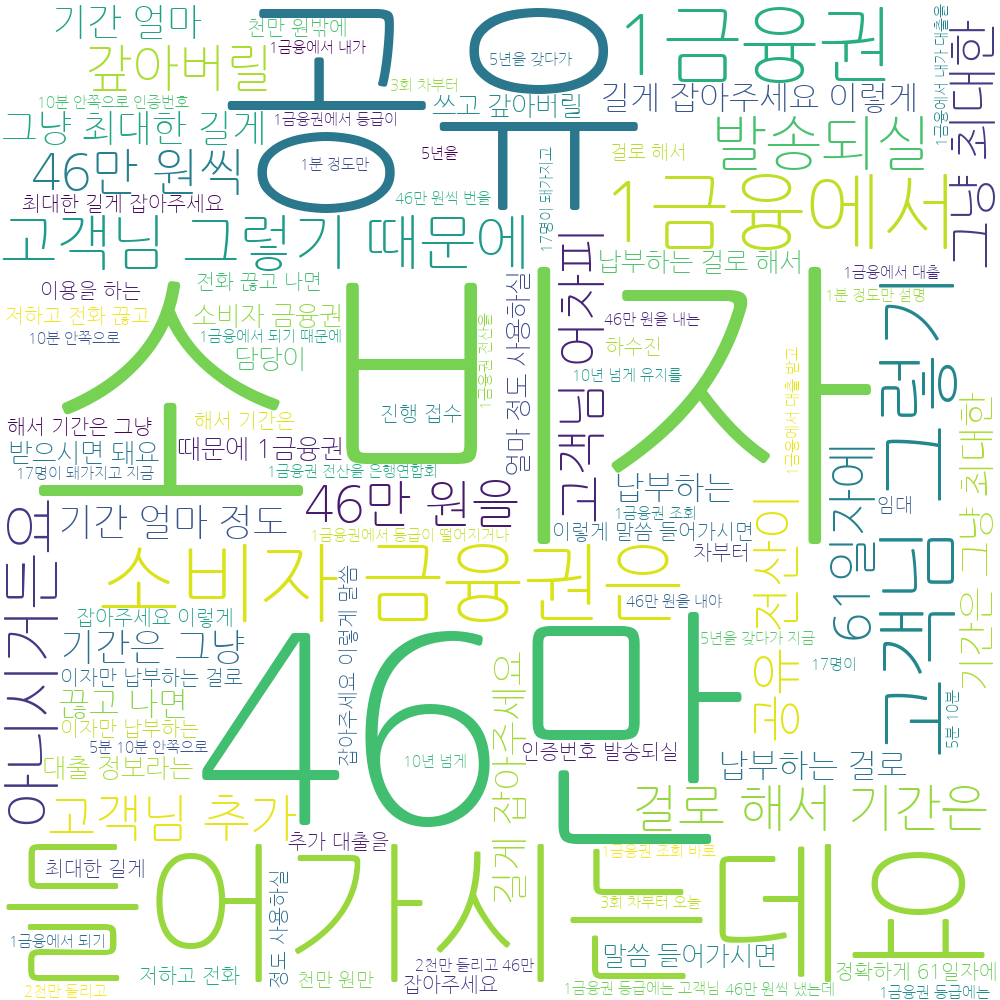 기간 얼마
천만 원밖에
1금융에서 내가
공유
5년을 갖다가
1금융권
갚아버릴
3회 차부터
10분 안쪽으로 인증번호
쓰고 갚아버릴
길게 잡아주세요 이렇게
1금융에서 내가 대출을
그냥 최대한
그냥 최대한 길게
1금융권에서 등급이
발송되실
46만 원씩
1분 정도만
5년을
17명이 돼가지고
걸로 해서
최대한 길게 잡아주세요
46만 원씩 번을
1금융에서
고객님 그렇기 때문에
납부하는 걸로 해서
이용을 하는
전화 끊고 나면
소비자
1금융에서 대출
1분 정도만 설명
저하고 전화 끊고
소비자 금융권
46만 원을 내는
10분 안쪽으로
1금융에서 되기 때문에
담당이
1금융권 전산을
얼마 정도 사용하실
고객님 어차피
하수진
10년 넘게 유지를
1금융에서 대출 받고
고객님 그렇기
해서 기간은 그냥
해서 기간은
진행 접수
받으시면 돼요
때문에 1금융권
17명이 돼가지고 지금
1금융권 전산을 은행연합회
46만 원을
납부하는
61일자에
임대
기간은 그냥 최대한
아니시거든요
기간 얼마 정도
1금융권 조회
1금융권에서 등급이 떨어지거나
이렇게 말씀 들어가시면
차부터
전산이
소비자 금융권은
46만 원을 내야
잡아주세요 이렇게
잡아주세요 이렇게 말씀
기간은 그냥
46만
5년을 갖다가 지금
공유
17명이
이자만 납부하는 걸로
끊고 나면
이자만 납부하는
5분 10분 안쪽으로
5분 10분
대출 정보라는
10년 넘게
인증번호 발송되실
납부하는 걸로
길게 잡아주세요
고객님 추가
걸로 해서 기간은
추가 대출을
1금융권 조회 바로
들어가시는데요
최대한 길게
정도 사용하실
3회 차부터 오늘
1금융에서 되기
말씀 들어가시면
저하고 전화
천만 원만
2천만 들리고 46만
정확하게 61일자에
2천만 들리고
잡아주세요
1금융권 등급에는 고객님
46만 원씩 냈는데
1금융권 등급에는